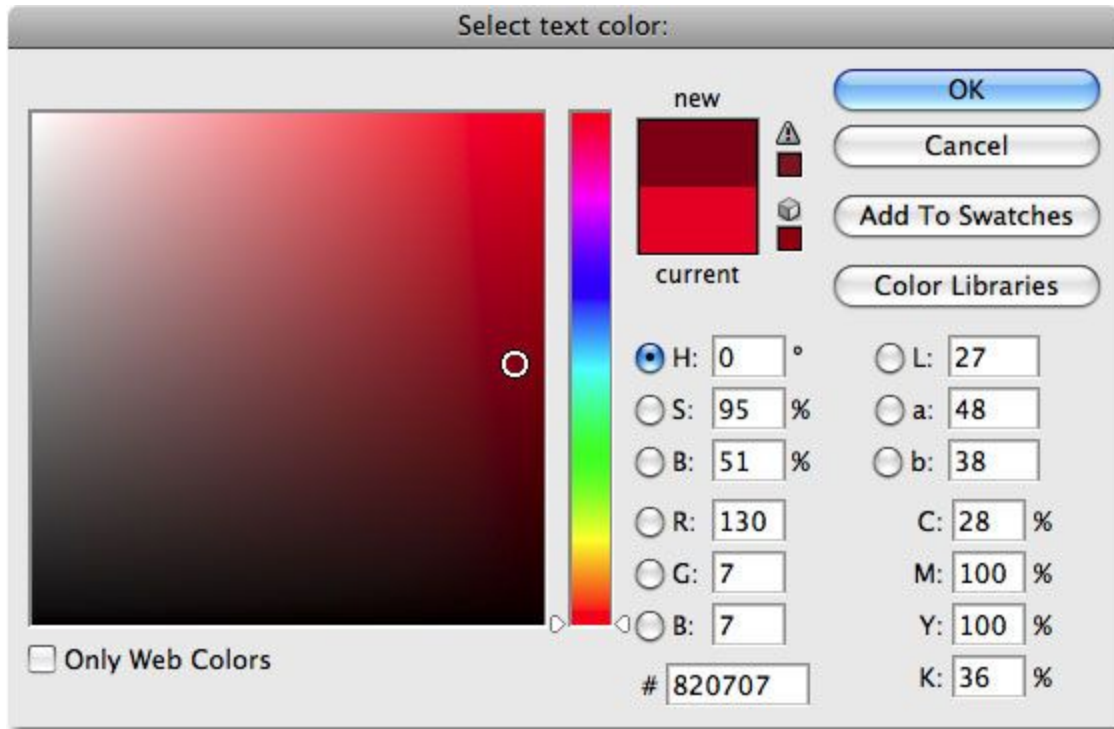 Select text color:
new
current
OK
Cancel
Add To Swatches
Color Libraries
H: 0 °
S: 95 %
B: 51 %
R: 130
G: 7
B: 7
# 820707
L: 27
a: 48
b: 38
C: 28 %
M: 100 %
Y: 100 %
K: 36 %
Only Web Colors